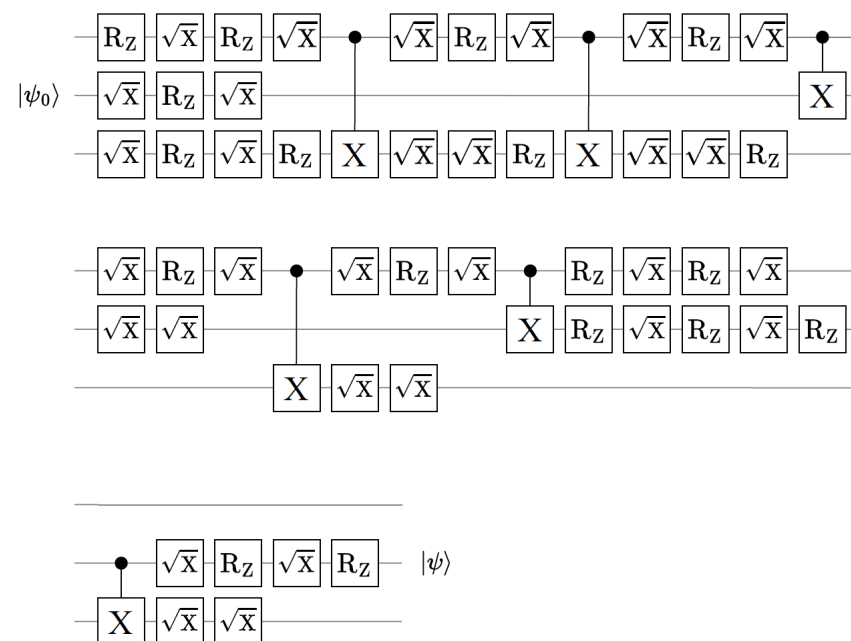 R_Z √X R_Z √X √X R_Z √X √X R_Z √X
|ψ₀⟩ √X R_Z √X X
√X R_Z √X R_Z X √X √X R_Z X √X √X R_Z
√X R_Z √X √X R_Z √X R_Z √X R_Z √X
√X √X X R_Z √X R_Z √X R_Z
X √X √X
√X R_Z √X R_Z |ψ⟩
X √X √X